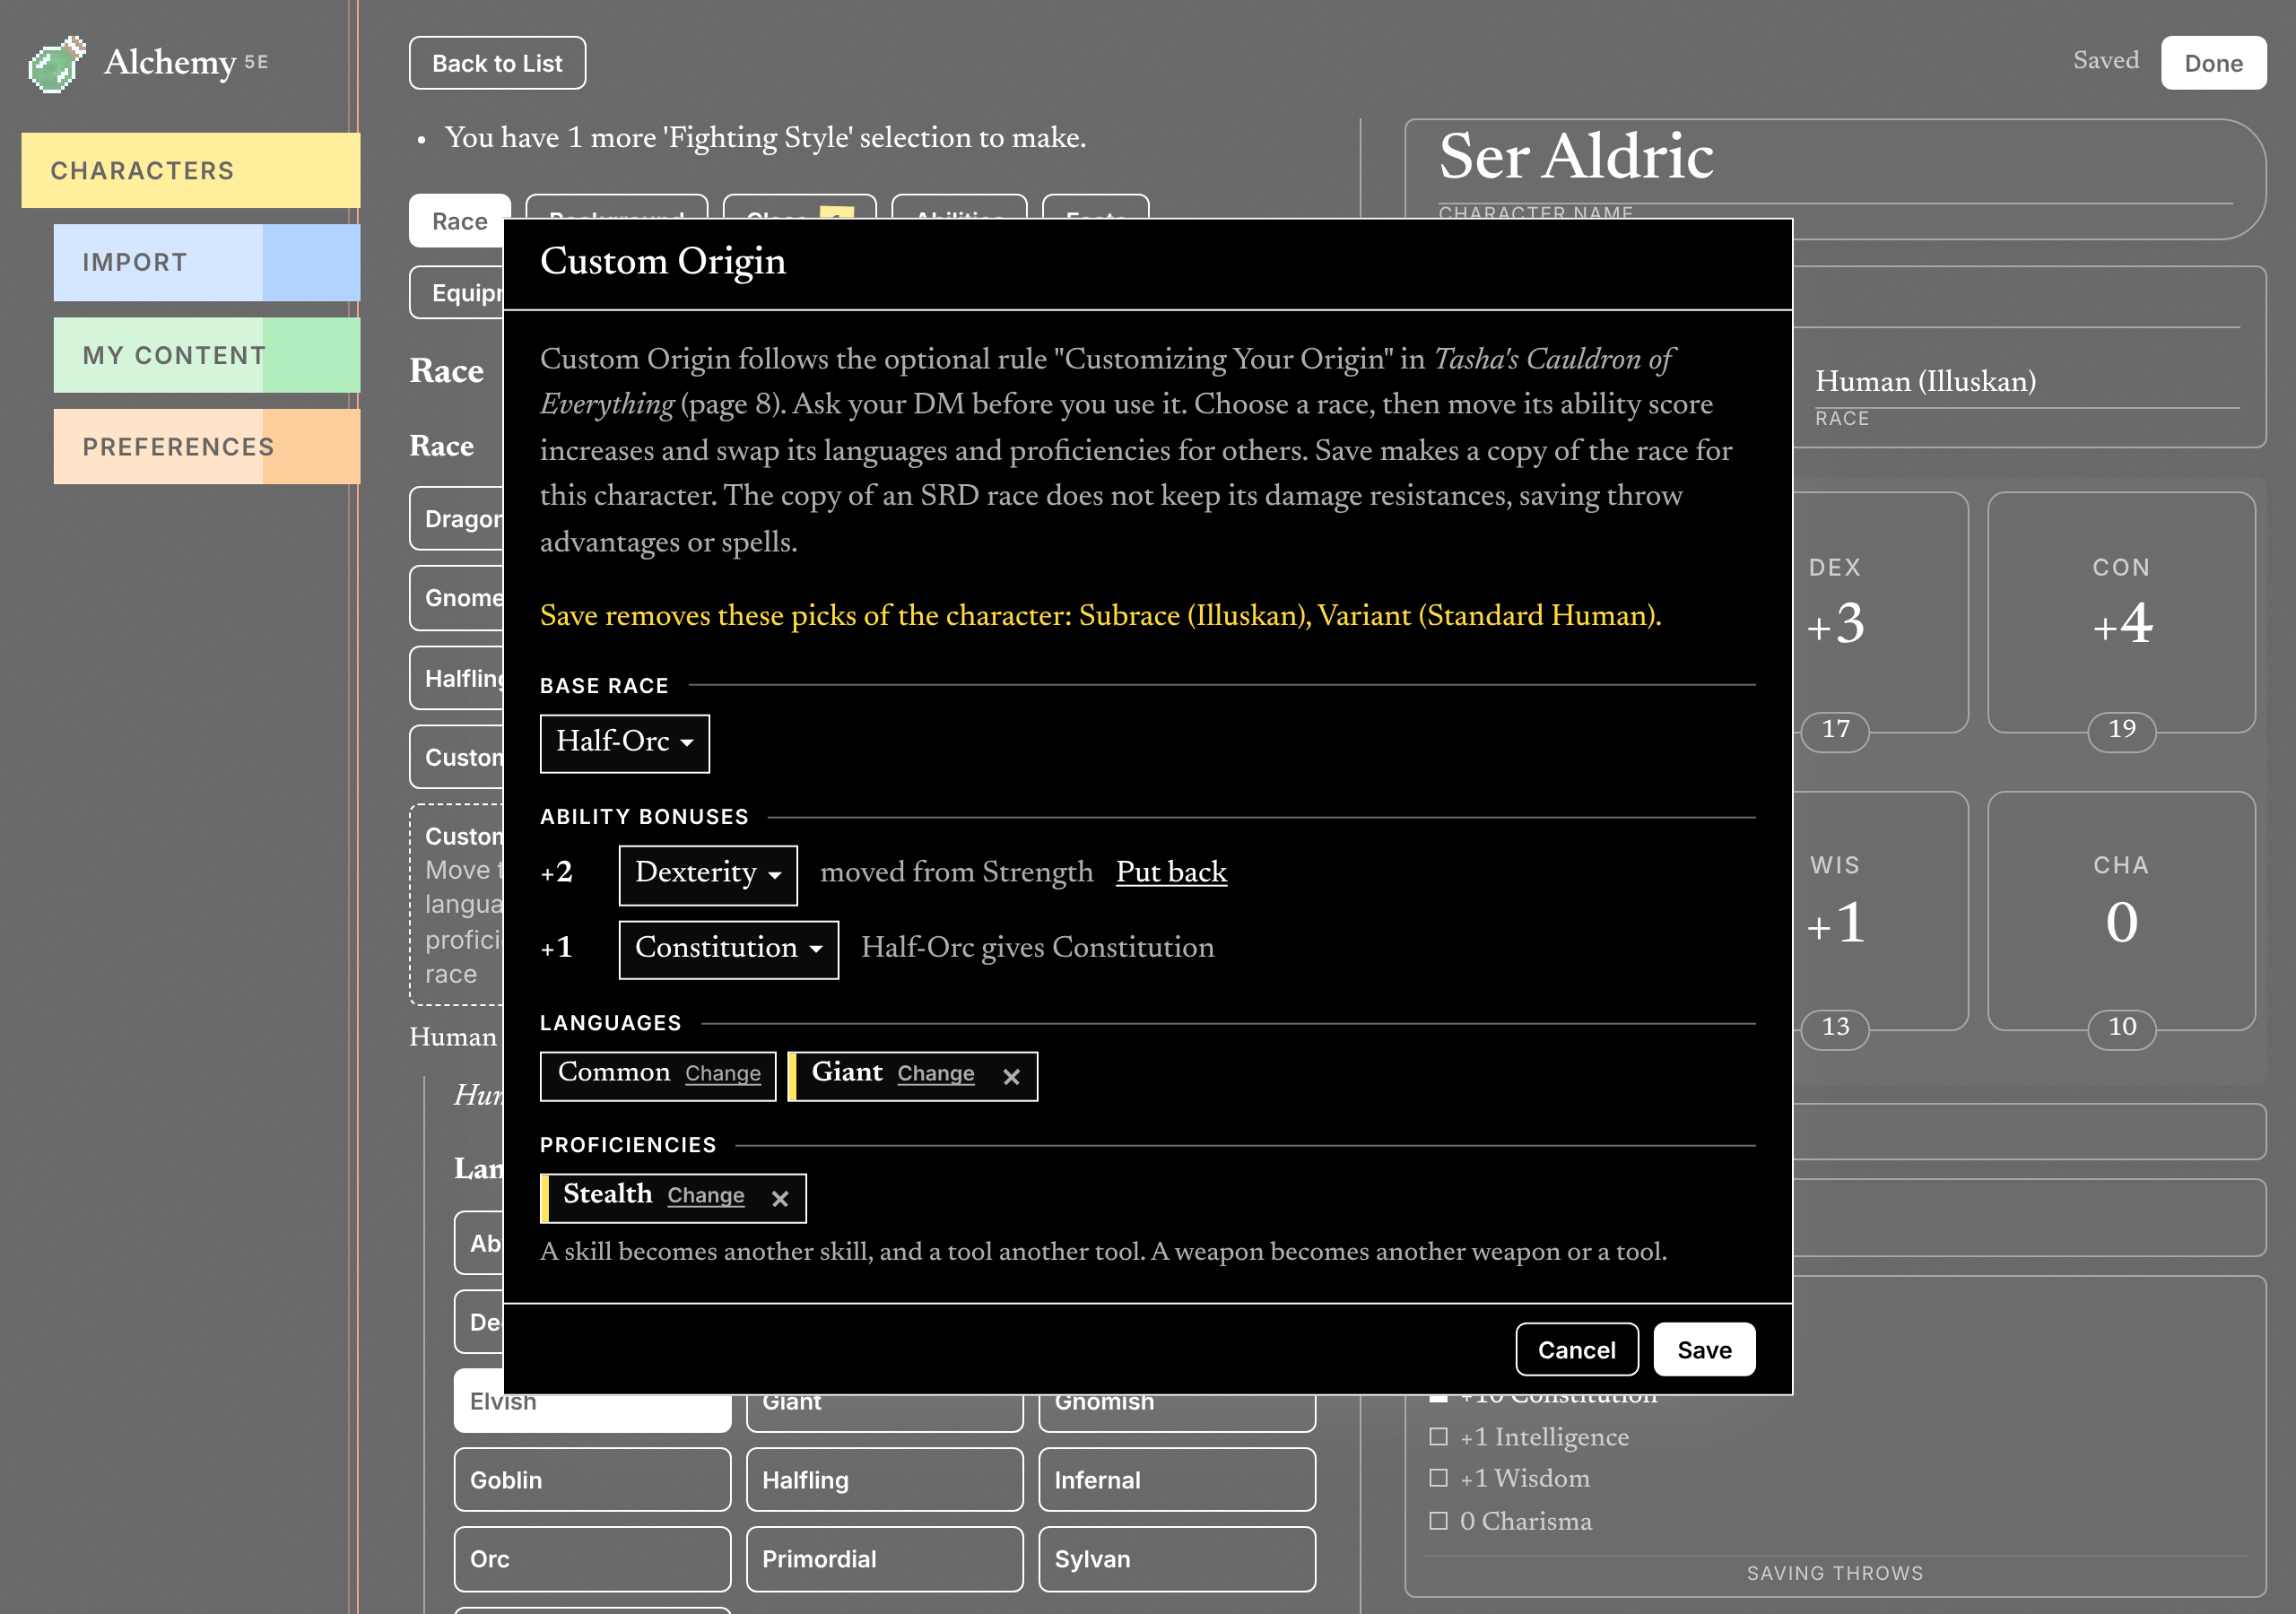 Alchemy 5E
CHARACTERS
IMPORT
MY CONTENT
PREFERENCES
Back to List
Saved
Done
• You have 1 more 'Fighting Style' selection to make.
Race
Race
Race
Human
Elvish
Giant
Gnomish
Goblin
Halfling
Infernal
Orc
Primordial
Sylvan
Custom Origin
Custom Origin follows the optional rule "Customizing Your Origin" in Tasha's Cauldron of
Everything (page 8). Ask your DM before you use it. Choose a race, then move its ability score
increases and swap its languages and proficiencies for others. Save makes a copy of the race for
this character. The copy of an SRD race does not keep its damage resistances, saving throw
advantages or spells.
Save removes these picks of the character: Subrace (Illuskan), Variant (Standard Human).
BASE RACE
Half-Orc
ABILITY BONUSES
+2 Dexterity moved from Strength Put back
+1 Constitution Half-Orc gives Constitution
LANGUAGES
Common Change Giant Change ×
PROFICIENCIES
Stealth Change ×
A skill becomes another skill, and a tool another tool. A weapon becomes another weapon or a tool.
Cancel Save
Ser Aldric
CHARACTER NAME
Human (Illuskan)
RACE
DEX
+3
17
CON
+4
19
WIS
+1
13
CHA
0
10
+1 Intelligence
+1 Wisdom
0 Charisma
SAVING THROWS